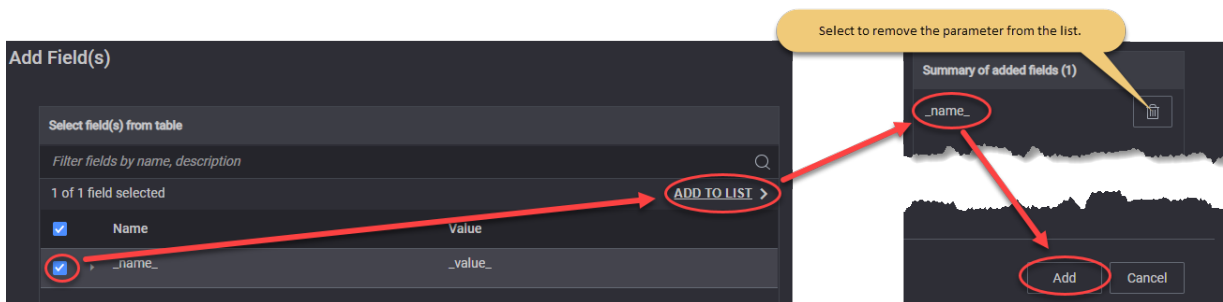 Select to remove the parameter from the list.
Add Field(s)
Summary of added fields (1)
_name_
Select field(s) from table
Filter fields by name, description
1 of 1 field selected
ADD TO LIST >
Name Value
_name_ _value_
Add Cancel